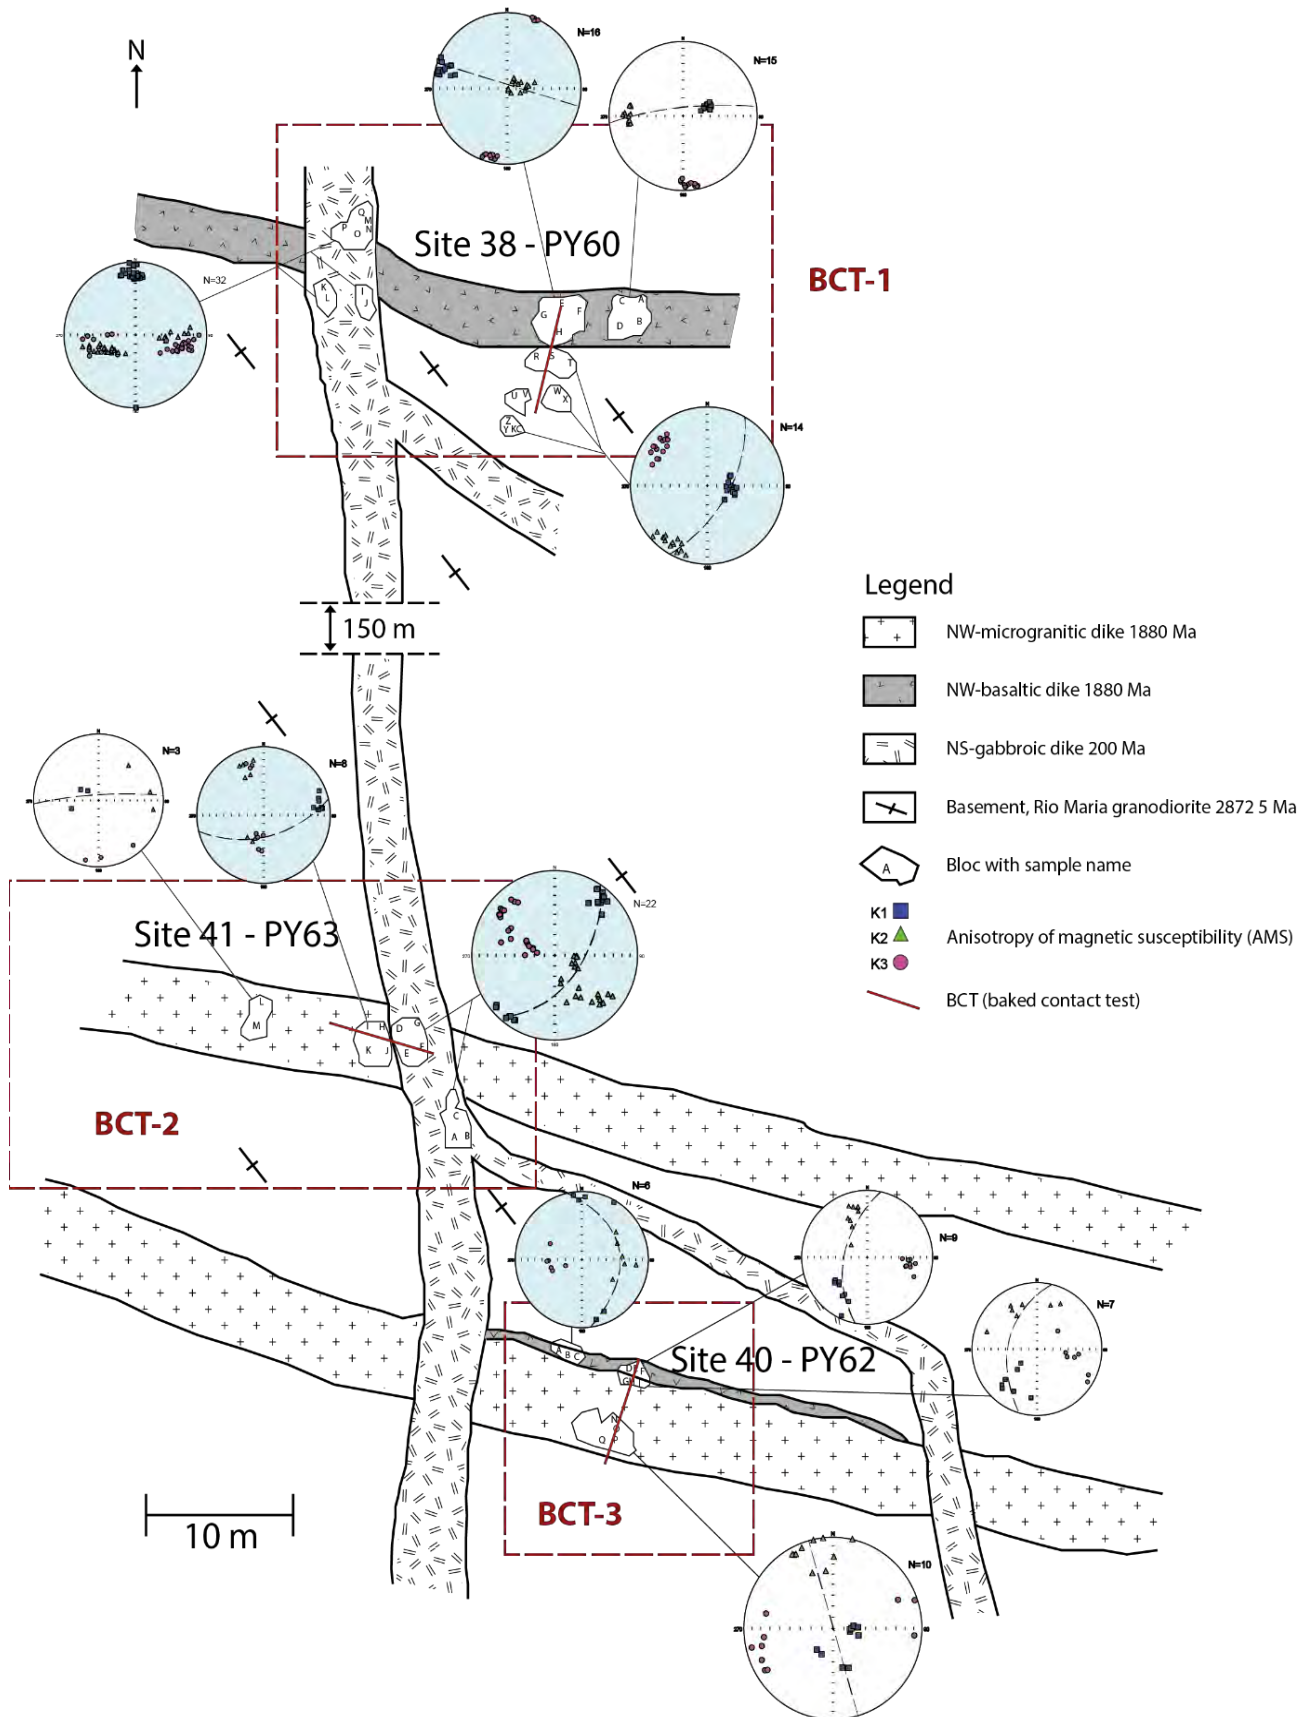 N
N=16
N=15
Site 38 - PY60
BCT-1
N=32
Q
M
P
O
N
K
L
I
J
E
G
F
H
C
A
D
B
R
S
T
U
V
W
X
Z
Y
KC
N=14
150 m
Legend
NW-microgranitic dike 1880 Ma
NW-basaltic dike 1880 Ma
NS-gabbroic dike 200 Ma
Basement, Rio Maria granodiorite 2872 5 Ma
A
Bloc with sample name
K1
K2
K3
Anisotropy of magnetic susceptibility (AMS)
BCT (baked contact test)
N=3
N=8
N=22
Site 41 - PY63
L
M
I
H
K
J
D
G
E
F
C
A
B
BCT-2
N=6
N=9
N=7
Site 40 - PY62
A
B
C
D
F
G
N
O
Q
P
BCT-3
N=10
10 m